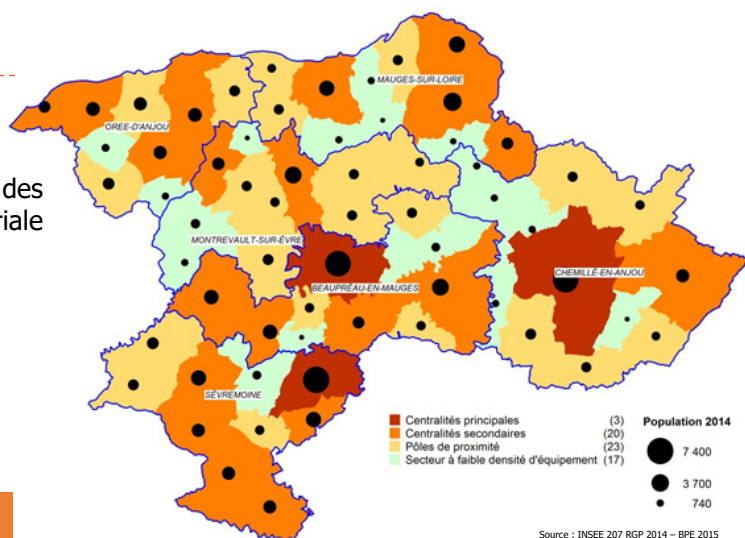 des
riale
MAUGES-SUR-LOIRE
OREE-D'ANJOU
MONTREVAULT-SUR-ÈVRE
CHEMILLÉ-EN-ANJOU
BEAUPRÉAU-EN-MAUGES
SÈVREMOINE
Centralités principales (3)
Centralités secondaires (20)
Pôles de proximité (23)
Secteur à faible densité d'équipement (17)
Population 2014
7 400
3 700
740
Source : INSEE 207 RGP 2014 – BPE 2015